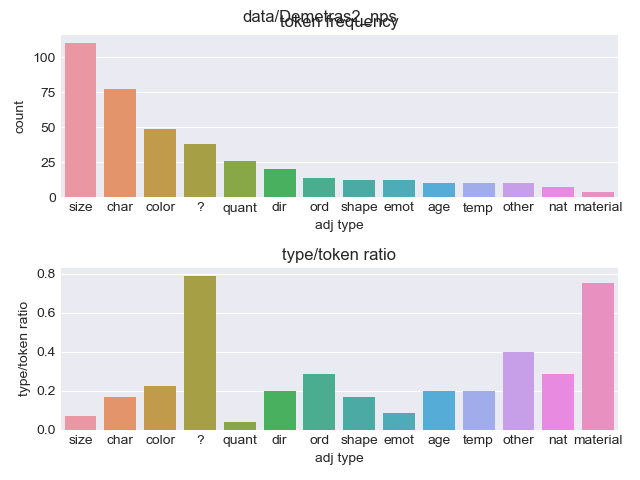 data/Demetras2_nps
token frequency
count
100
75
50
25
0
size char color ? quant dir ord shape emot age temp other nat material
adj type
type/token ratio
type/token ratio
0.8
0.6
0.4
0.2
0.0
size char color ? quant dir ord shape emot age temp other nat material
adj type